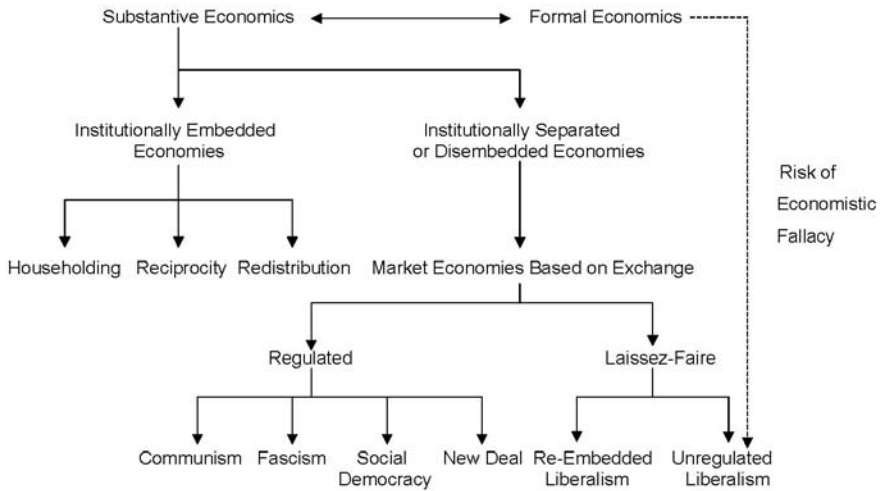 Substantive Economics
Formal Economics
Institutionally Embedded
Economies
Institutionally Separated
or Disembedded Economies
Risk of
Economistic
Fallacy
Householding
Reciprocity
Redistribution
Market Economies Based on Exchange
Regulated
Laissez-Faire
Communism
Fascism
Social
Democracy
New Deal
Re-Embedded
Liberalism
Unregulated
Liberalism